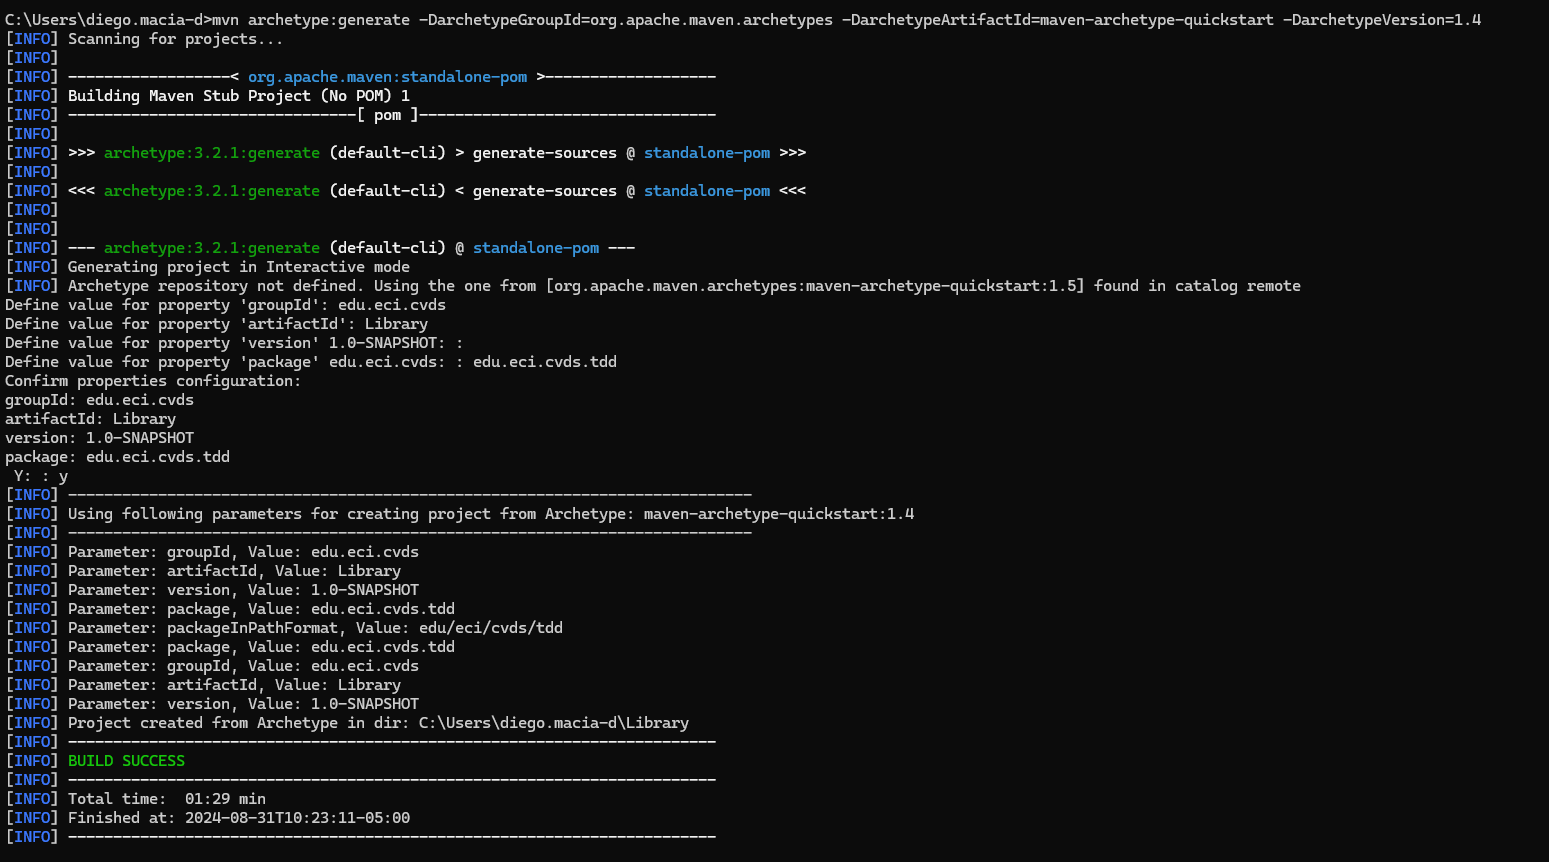 C:\Users\diego.macia-d>mvn archetype:generate -DarchetypeGroupId=org.apache.maven.archetypes -DarchetypeArtifactId=maven-archetype-quickstart -DarchetypeVersion=1.4
[INFO] Scanning for projects...
[INFO]
[INFO] ------------------< org.apache.maven:standalone-pom >-------------------
[INFO] Building Maven Stub Project (No POM) 1
[INFO] --------------------------------[ pom ]---------------------------------
[INFO]
[INFO] >>> archetype:3.2.1:generate (default-cli) > generate-sources @ standalone-pom >>>
[INFO]
[INFO] <<< archetype:3.2.1:generate (default-cli) < generate-sources @ standalone-pom <<<
[INFO]
[INFO]
[INFO] --- archetype:3.2.1:generate (default-cli) @ standalone-pom ---
[INFO] Generating project in Interactive mode
[INFO] Archetype repository not defined. Using the one from [org.apache.maven.archetypes:maven-archetype-quickstart:1.5] found in catalog remote
Define value for property 'groupId': edu.eci.cvds
Define value for property 'artifactId': Library
Define value for property 'version' 1.0-SNAPSHOT: :
Define value for property 'package' edu.eci.cvds: : edu.eci.cvds.tdd
Confirm properties configuration:
groupId: edu.eci.cvds
artifactId: Library
version: 1.0-SNAPSHOT
package: edu.eci.cvds.tdd
 Y: : y
[INFO] ----------------------------------------------------------------------------
[INFO] Using following parameters for creating project from Archetype: maven-archetype-quickstart:1.4
[INFO] ----------------------------------------------------------------------------
[INFO] Parameter: groupId, Value: edu.eci.cvds
[INFO] Parameter: artifactId, Value: Library
[INFO] Parameter: version, Value: 1.0-SNAPSHOT
[INFO] Parameter: package, Value: edu.eci.cvds.tdd
[INFO] Parameter: packageInPathFormat, Value: edu/eci/cvds/tdd
[INFO] Parameter: package, Value: edu.eci.cvds.tdd
[INFO] Parameter: groupId, Value: edu.eci.cvds
[INFO] Parameter: artifactId, Value: Library
[INFO] Parameter: version, Value: 1.0-SNAPSHOT
[INFO] Project created from Archetype in dir: C:\Users\diego.macia-d\Library
[INFO] ------------------------------------------------------------------------
[INFO] BUILD SUCCESS
[INFO] ------------------------------------------------------------------------
[INFO] Total time:  01:29 min
[INFO] Finished at: 2024-08-31T10:23:11-05:00
[INFO] ------------------------------------------------------------------------